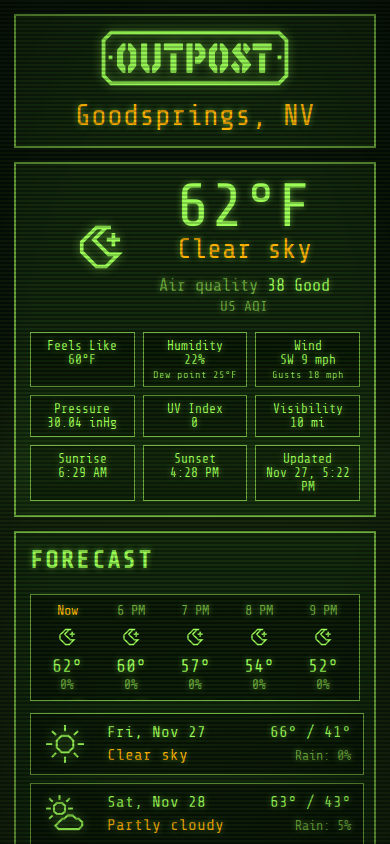 OUTPOST
Goodsprings, NV
62°F
Clear sky
Air quality 38 Good
US AQI
Feels Like
60°F
Humidity
22%
Dew point 25°F
Wind
SW 9 mph
Gusts 18 mph
Pressure
30.04 inHg
UV Index
0
Visibility
10 mi
Sunrise
6:29 AM
Sunset
4:28 PM
Updated
Nov 27, 5:22
PM
FORECAST
Now 6 PM 7 PM 8 PM 9 PM
62° 60° 57° 54° 52°
0% 0% 0% 0% 0%
Fri, Nov 27 66° / 41°
Clear sky Rain: 0%
Sat, Nov 28 63° / 43°
Partly cloudy Rain: 5%